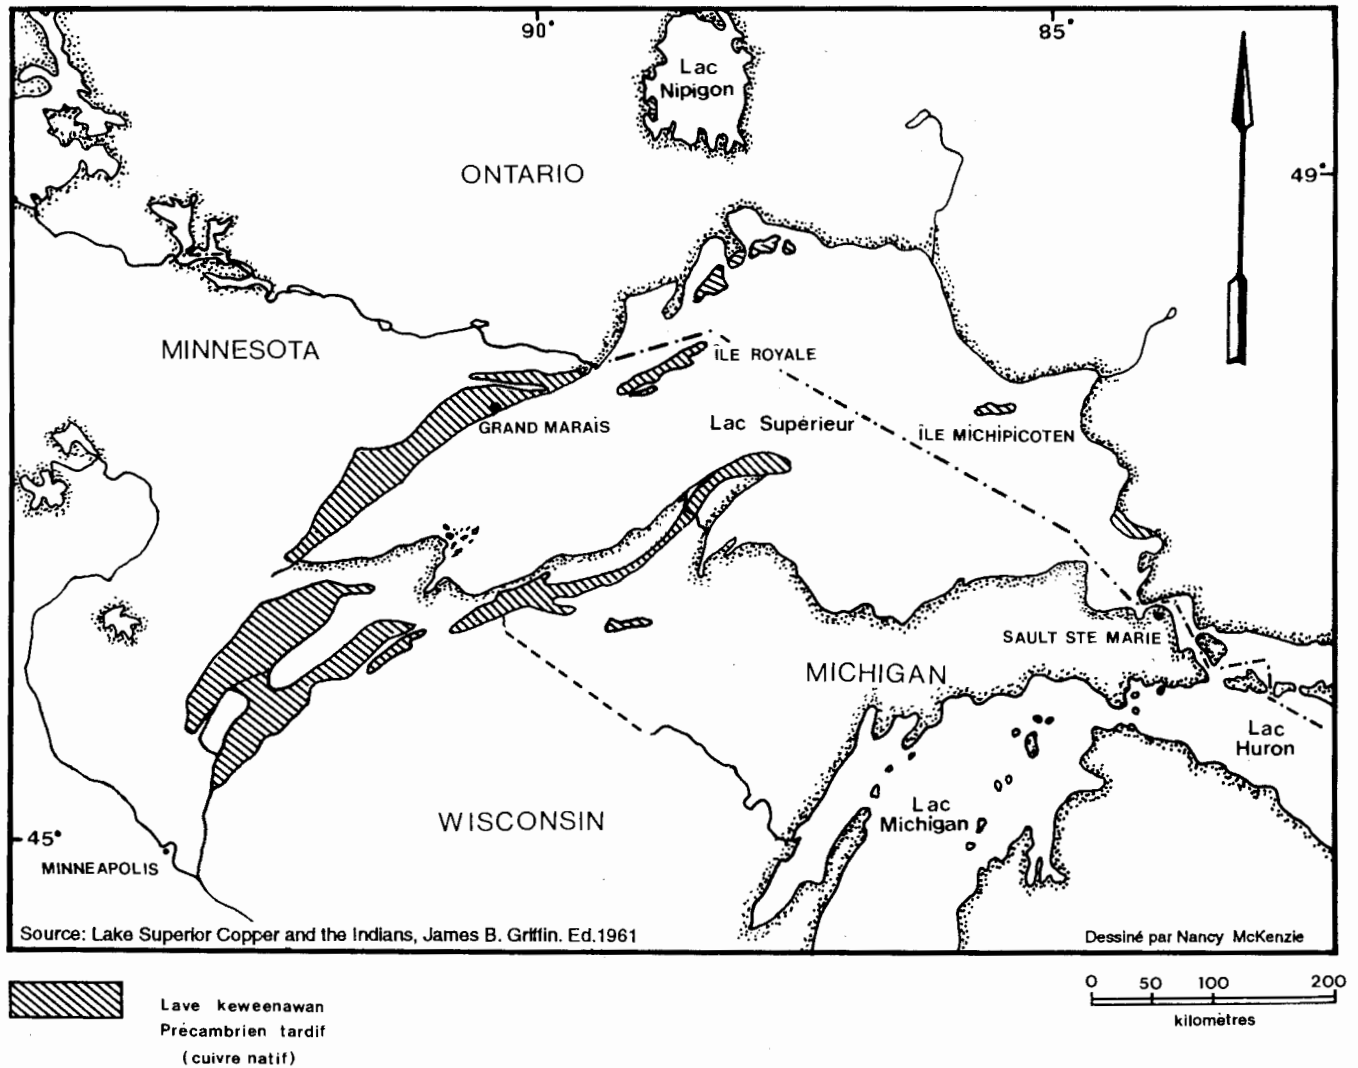 90°
85°
Lac
Nipigon
ONTARIO
49°
MINNESOTA
ÎLE ROYALE
GRAND MARAIS
Lac Supérieur
ÎLE MICHIPICOTEN
SAULT STE MARIE
MICHIGAN
Lac
Huron
WISCONSIN
Lac
Michigan
45°
MINNEAPOLIS
Source: Lake Superior Copper and the Indians, James B. Griffin. Ed.1961
Dessiné par Nancy McKenzie
0 50 100 200
kilomètres
Lave keweenawan
Précambrien tardif
(cuivre natif)